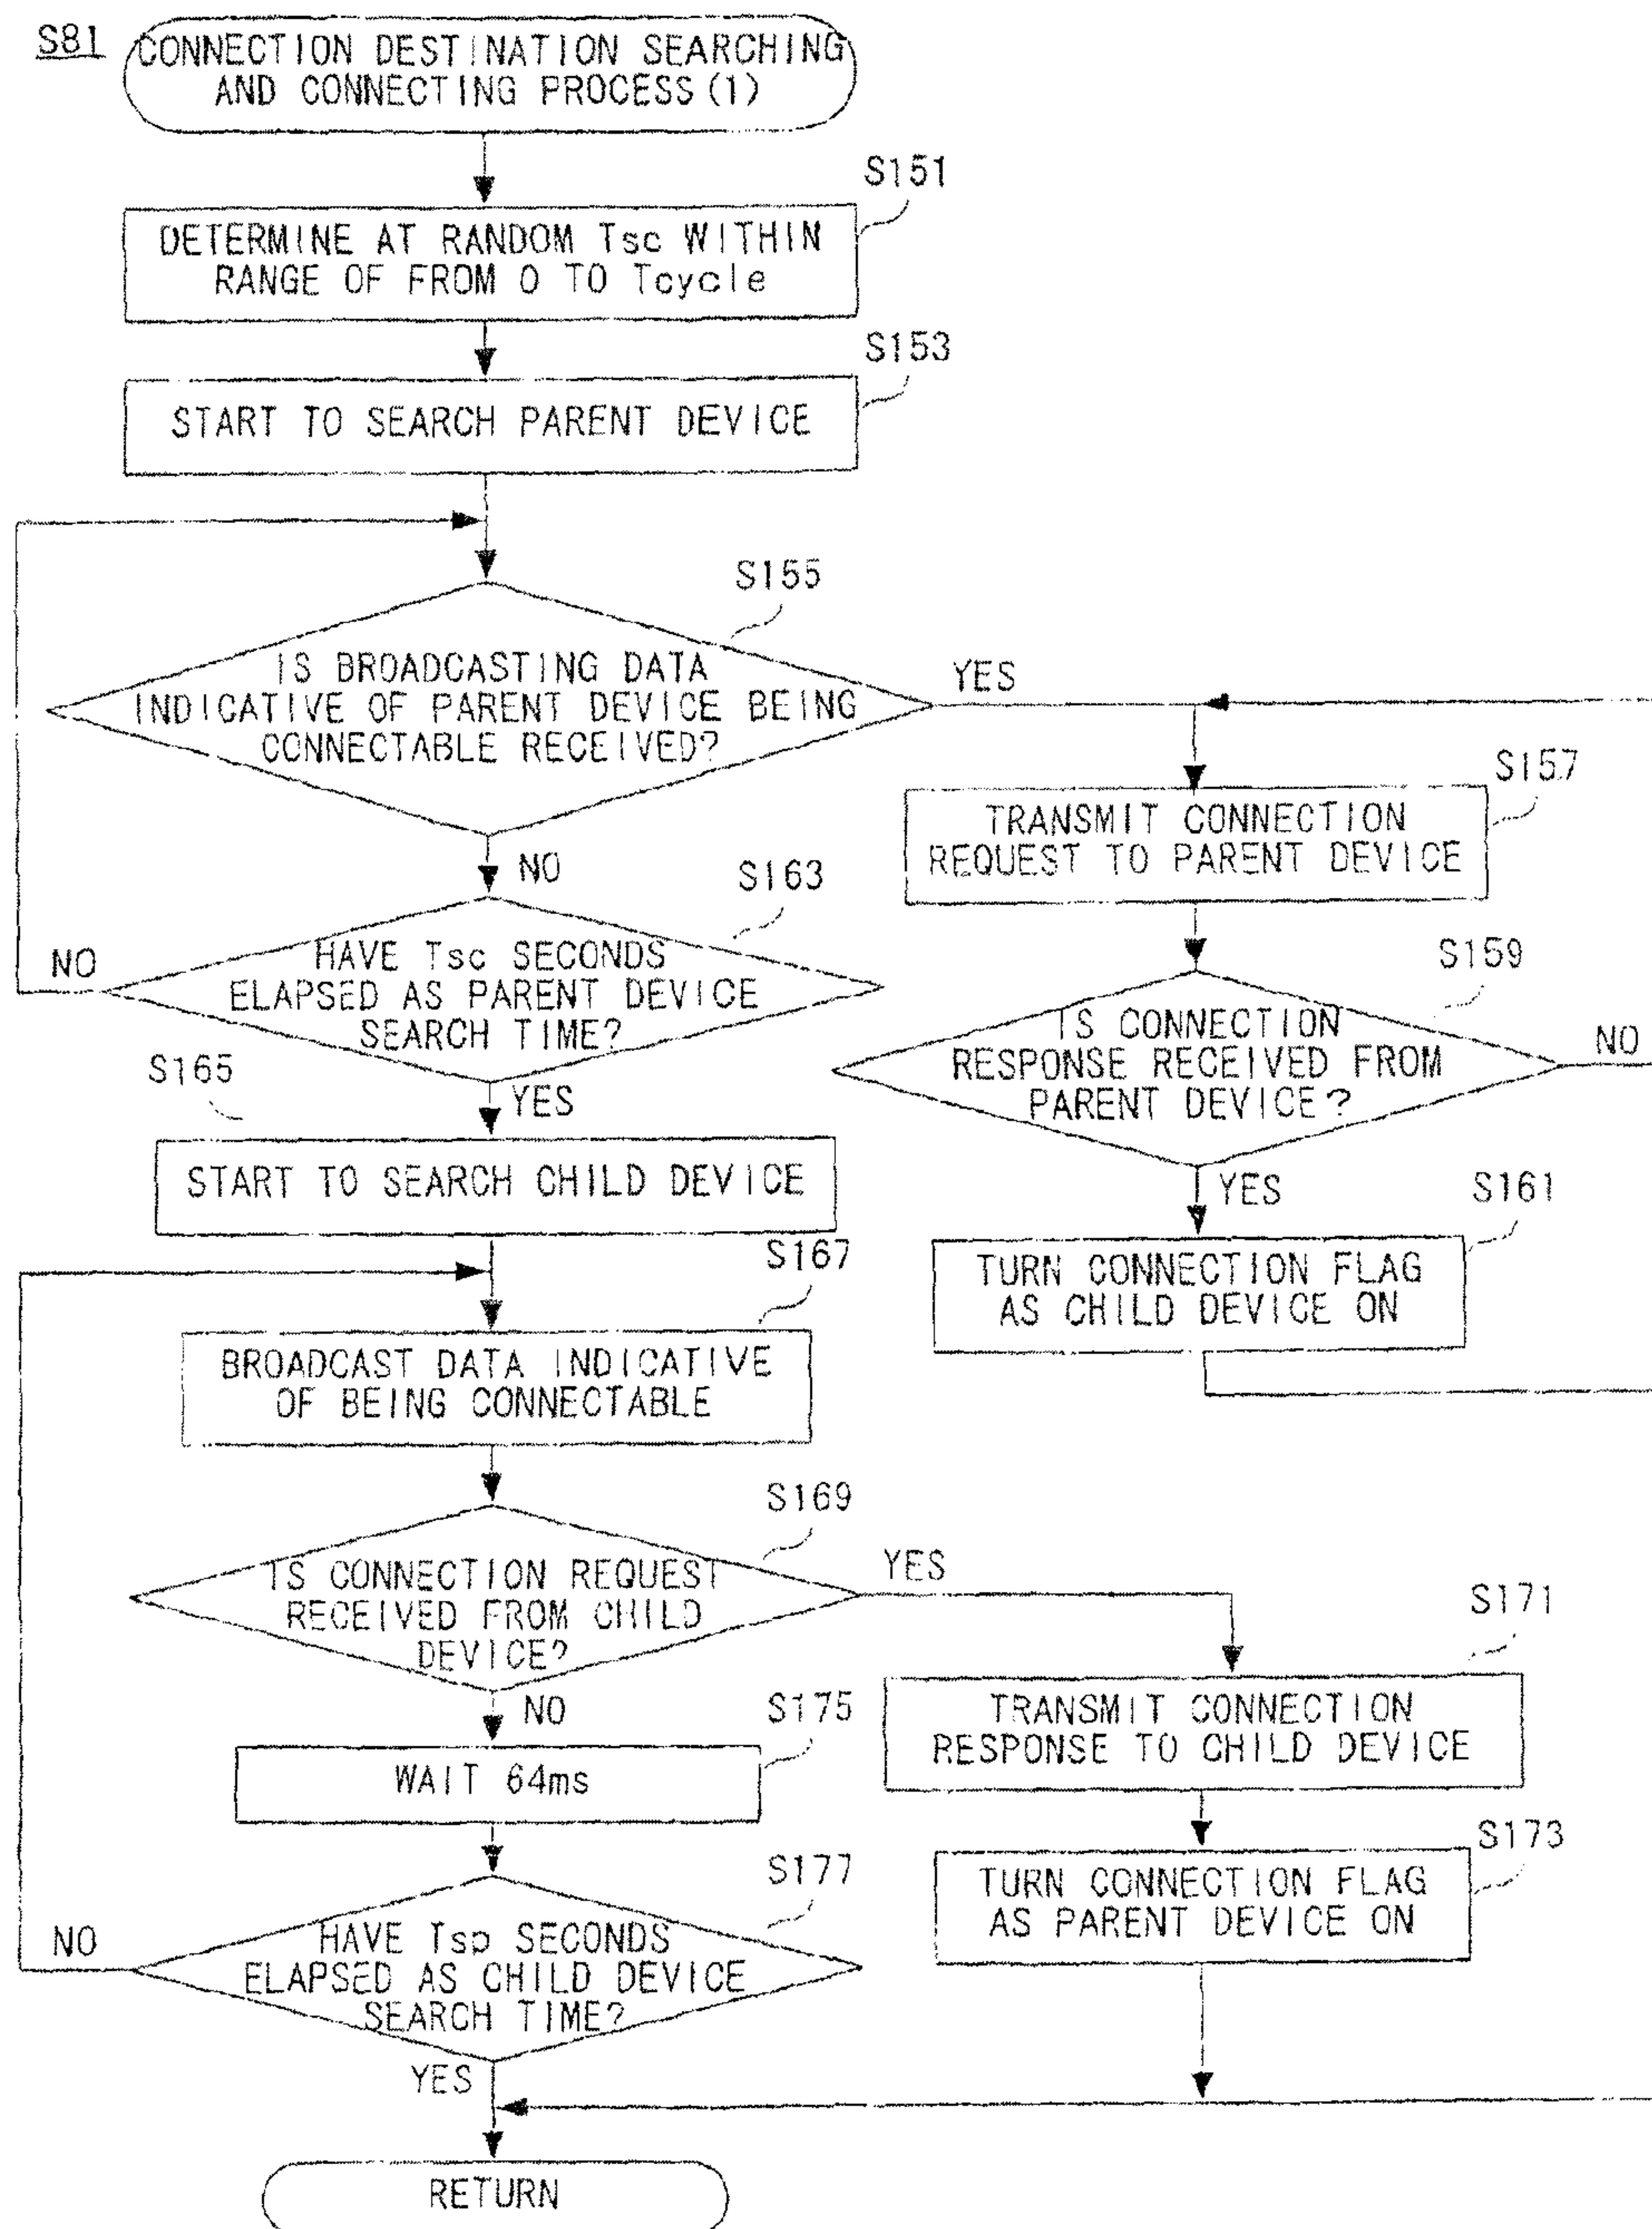 S81
CONNECTION DESTINATION SEARCHING
AND CONNECTING PROCESS(1)
S151
DETERMINE AT RANDOM Tsc WITHIN
RANGE OF FROM 0 TO Tcycle
S153
START TO SEARCH PARENT DEVICE
S155
IS BROADCASTING DATA
INDICATIVE OF PARENT DEVICE BEING
CONNECTABLE RECEIVED?
YES
S157
TRANSMIT CONNECTION
REQUEST TO PARENT DEVICE
NO
S163
HAVE Tsc SECONDS
ELAPSED AS PARENT DEVICE
SEARCH TIME?
NO
S159
IS CONNECTION
RESPONSE RECEIVED FROM
PARENT DEVICE?
NO
YES
S165
START TO SEARCH CHILD DEVICE
YES
S161
TURN CONNECTION FLAG
AS CHILD DEVICE ON
S167
BROADCAST DATA INDICATIVE
OF BEING CONNECTABLE
S169
IS CONNECTION REQUEST
RECEIVED FROM CHILD
DEVICE?
YES
S171
TRANSMIT CONNECTION
RESPONSE TO CHILD DEVICE
NO
S175
WAIT 64ms
S173
TURN CONNECTION FLAG
AS PARENT DEVICE ON
S177
HAVE Tsp SECONDS
ELAPSED AS CHILD DEVICE
SEARCH TIME?
NO
YES
RETURN